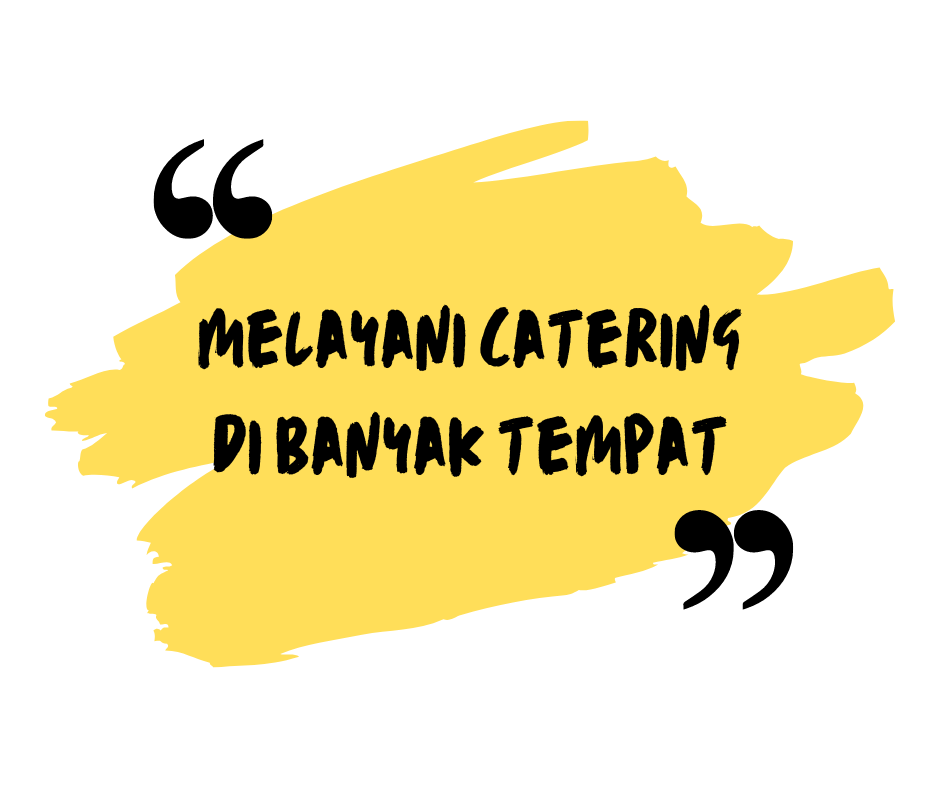 “
MELAYANI CATERING
DI BANYAK TEMPAT
”